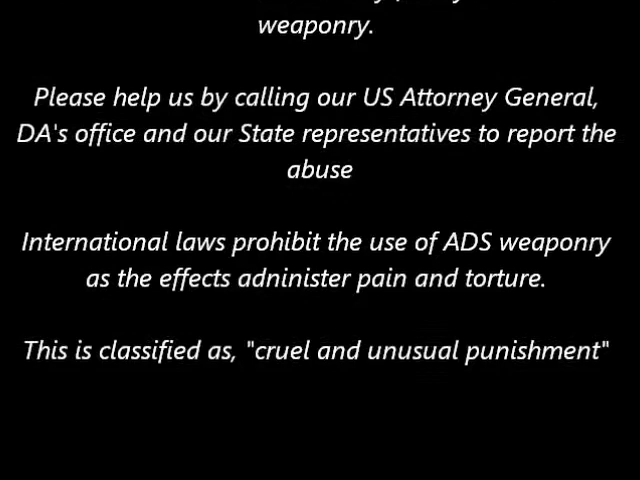 weaponry.
Please help us by calling our US Attorney General,
DA's office and our State representatives to report the
abuse
International laws prohibit the use of ADS weaponry
as the effects adninister pain and torture.
This is classified as, "cruel and unusual punishment"